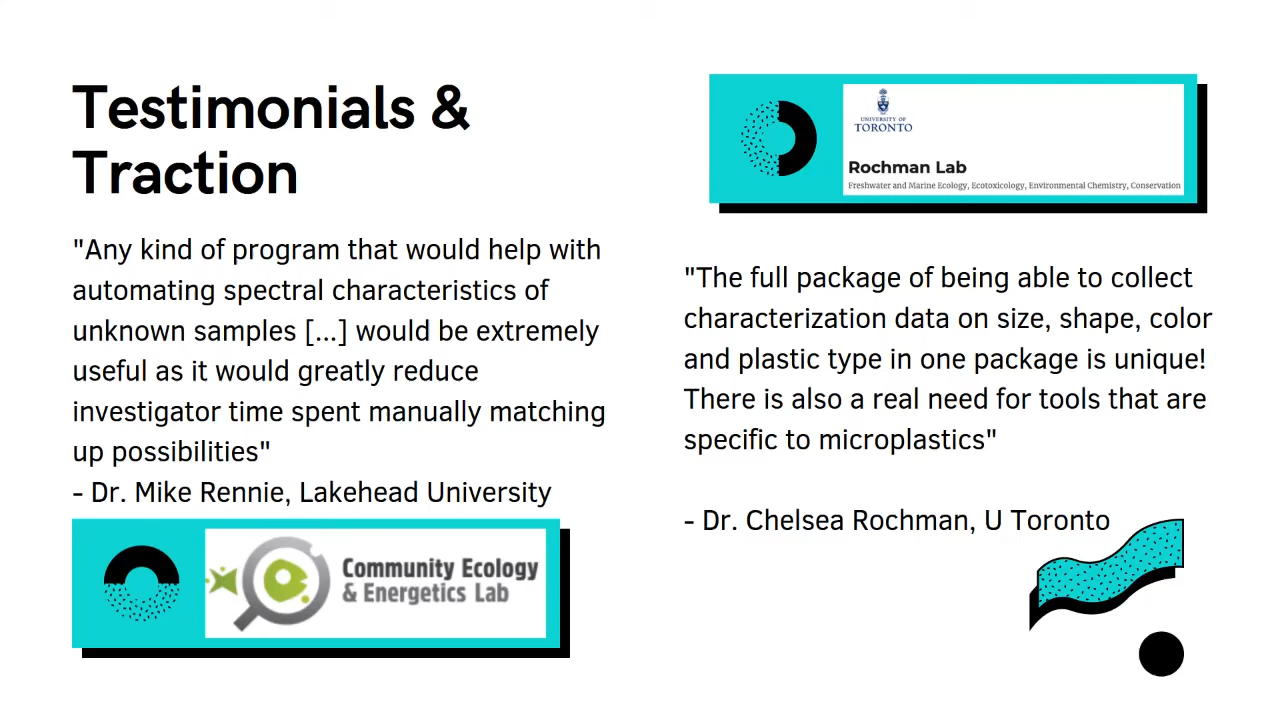 Testimonials &
Traction
"Any kind of program that would help with
automating spectral characteristics of
unknown samples [...] would be extremely
useful as it would greatly reduce
investigator time spent manually matching
up possibilities"
- Dr. Mike Rennie, Lakehead University
Community Ecology
& Energetics Lab
UNIVERSITY OF
TORONTO
Rochman Lab
Freshwater and Marine Ecology, Ecotoxicology, Environmental Chemistry, Conservation
"The full package of being able to collect
characterization data on size, shape, color
and plastic type in one package is unique!
There is also a real need for tools that are
specific to microplastics"
- Dr. Chelsea Rochman, U Toronto